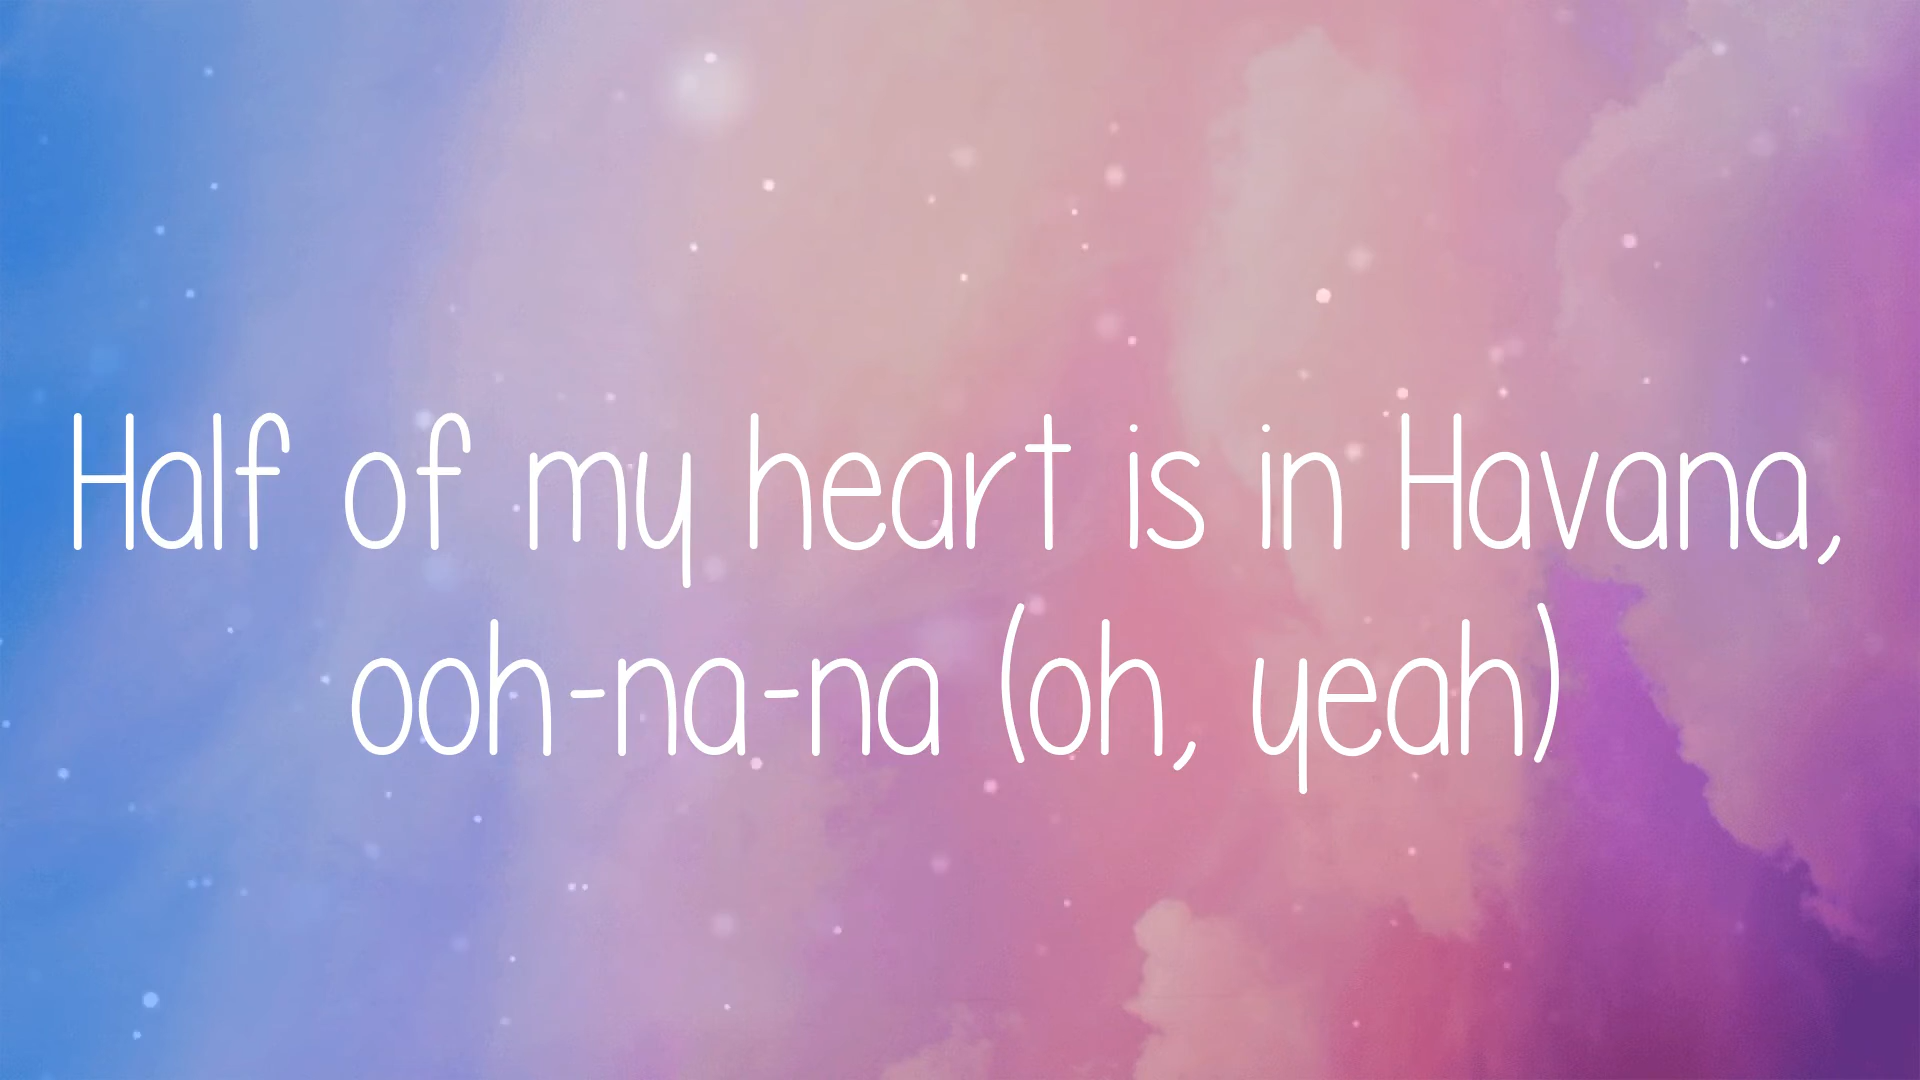 Half of my heart is in Havana,
ooh-na-na (oh, yeah)